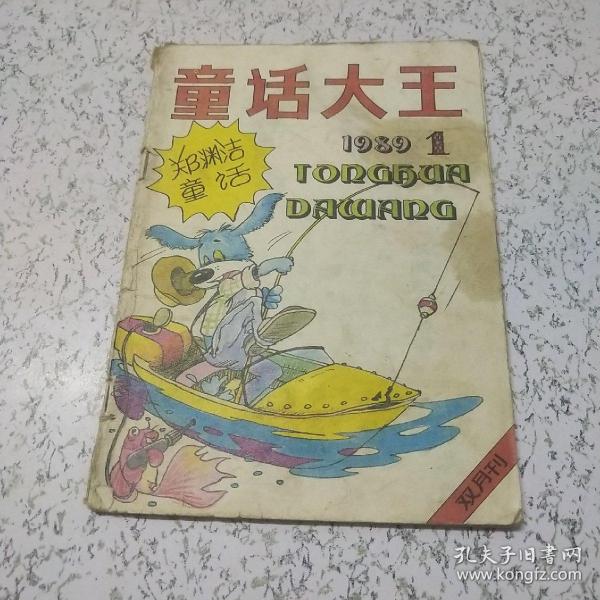 童话大王
1989 1
郑渊洁
童话
TONGHUA
DAWANG
双月刊
孔夫子旧书网
www.kongfz.com